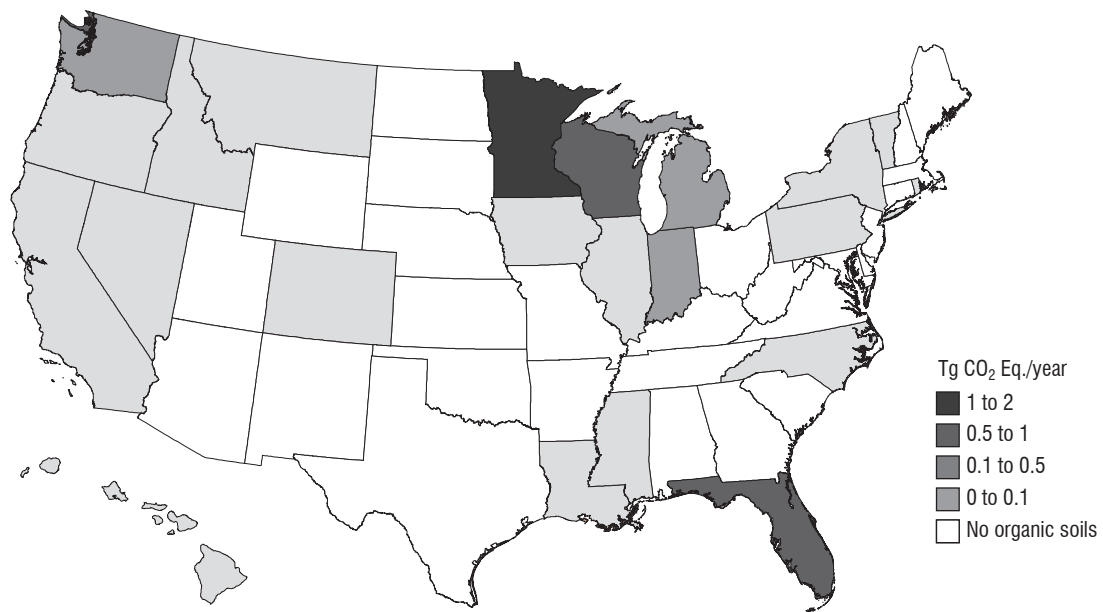 Tg CO₂ Eq./year
1 to 2
0.5 to 1
0.1 to 0.5
0 to 0.1
No organic soils